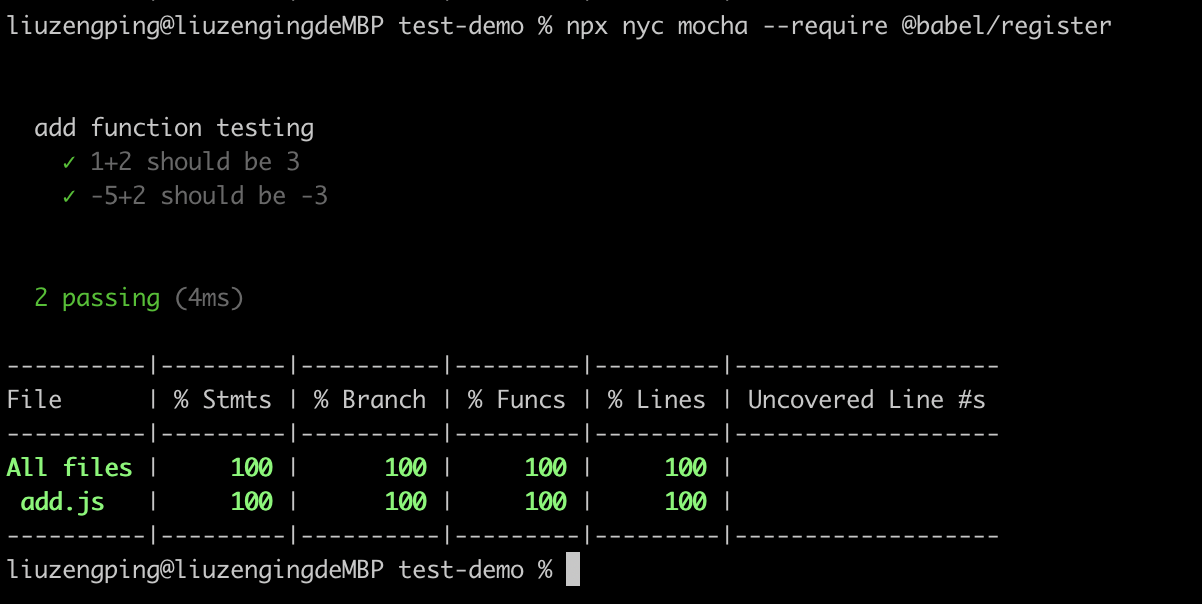 liuzengping@liuzengingdeMBP test-demo % npx nyc mocha --require @babel/register
add function testing
✓ 1+2 should be 3
✓ -5+2 should be -3
2 passing (4ms)
----------|---------|----------|---------|---------|-------------------
File      | % Stmts | % Branch | % Funcs | % Lines | Uncovered Line #s
----------|---------|----------|---------|---------|-------------------
All files |     100 |      100 |     100 |     100 |
 add.js   |     100 |      100 |     100 |     100 |
----------|---------|----------|---------|---------|-------------------
liuzengping@liuzengingdeMBP test-demo %